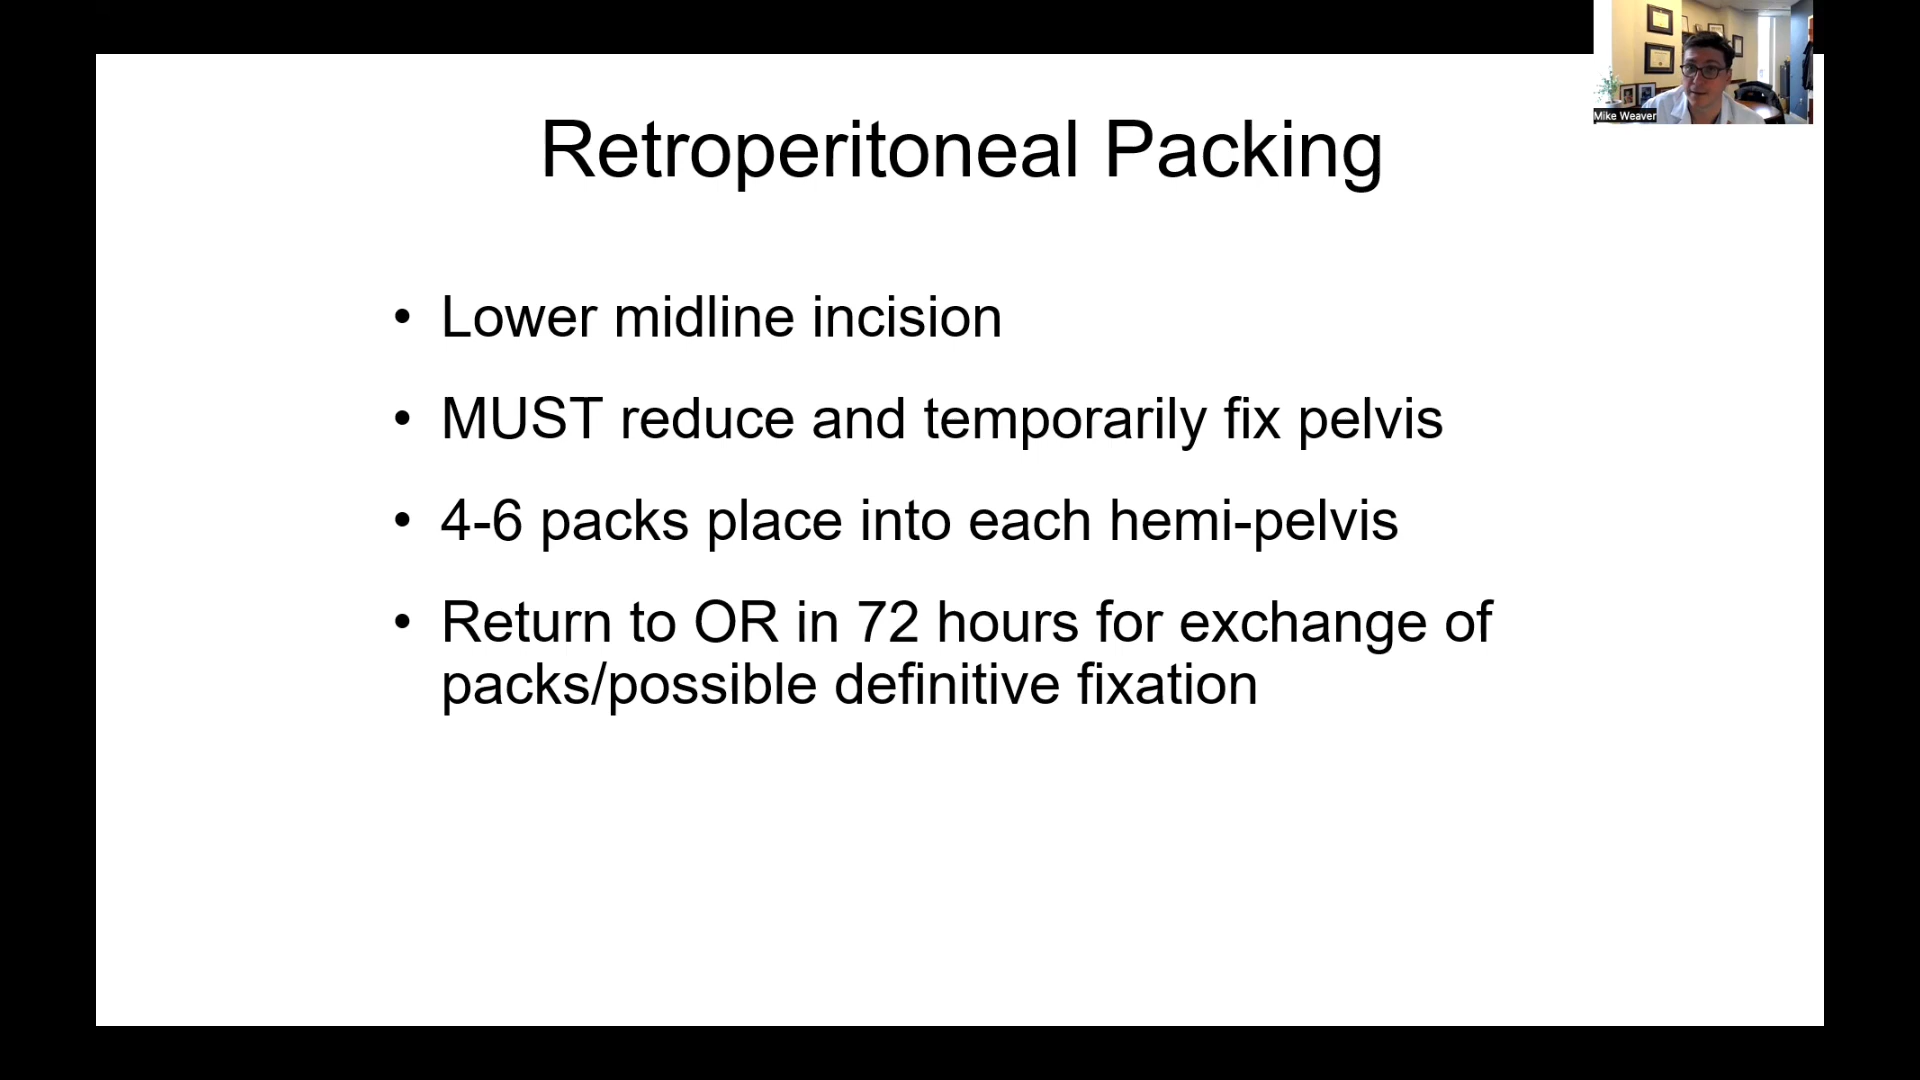 Mike Weaver
Retroperitoneal Packing
• Lower midline incision
• MUST reduce and temporarily fix pelvis
• 4-6 packs place into each hemi-pelvis
• Return to OR in 72 hours for exchange of
packs/possible definitive fixation